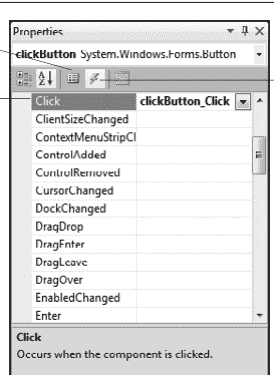 Properties
clickButton System.Windows.Forms.Button
Click clickButton_Click
ClientSizeChanged
ContextMenuStripCl
ControlAdded
ControlRemoved
CursorChanged
DockChanged
DragDrop
DragEnter
DragLeave
DragOver
EnabledChanged
Enter
Click
Occurs when the component is clicked.